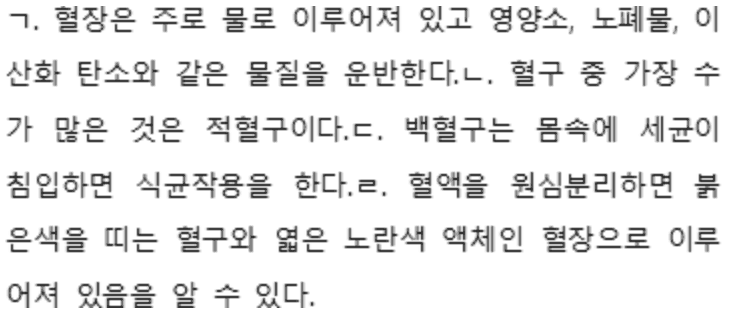 ㄱ. 혈장은 주로 물로 이루어져 있고 영양소, 노폐물, 이
산화 탄소와 같은 물질을 운반한다.ㄴ. 혈구 중 가장 수
가 많은 것은 적혈구이다.ㄷ. 백혈구는 몸속에 세균이
침입하면 식균작용을 한다.ㄹ. 혈액을 원심분리하면 붉
은색을 띠는 혈구와 엷은 노란색 액체인 혈장으로 이루
어져 있음을 알 수 있다.